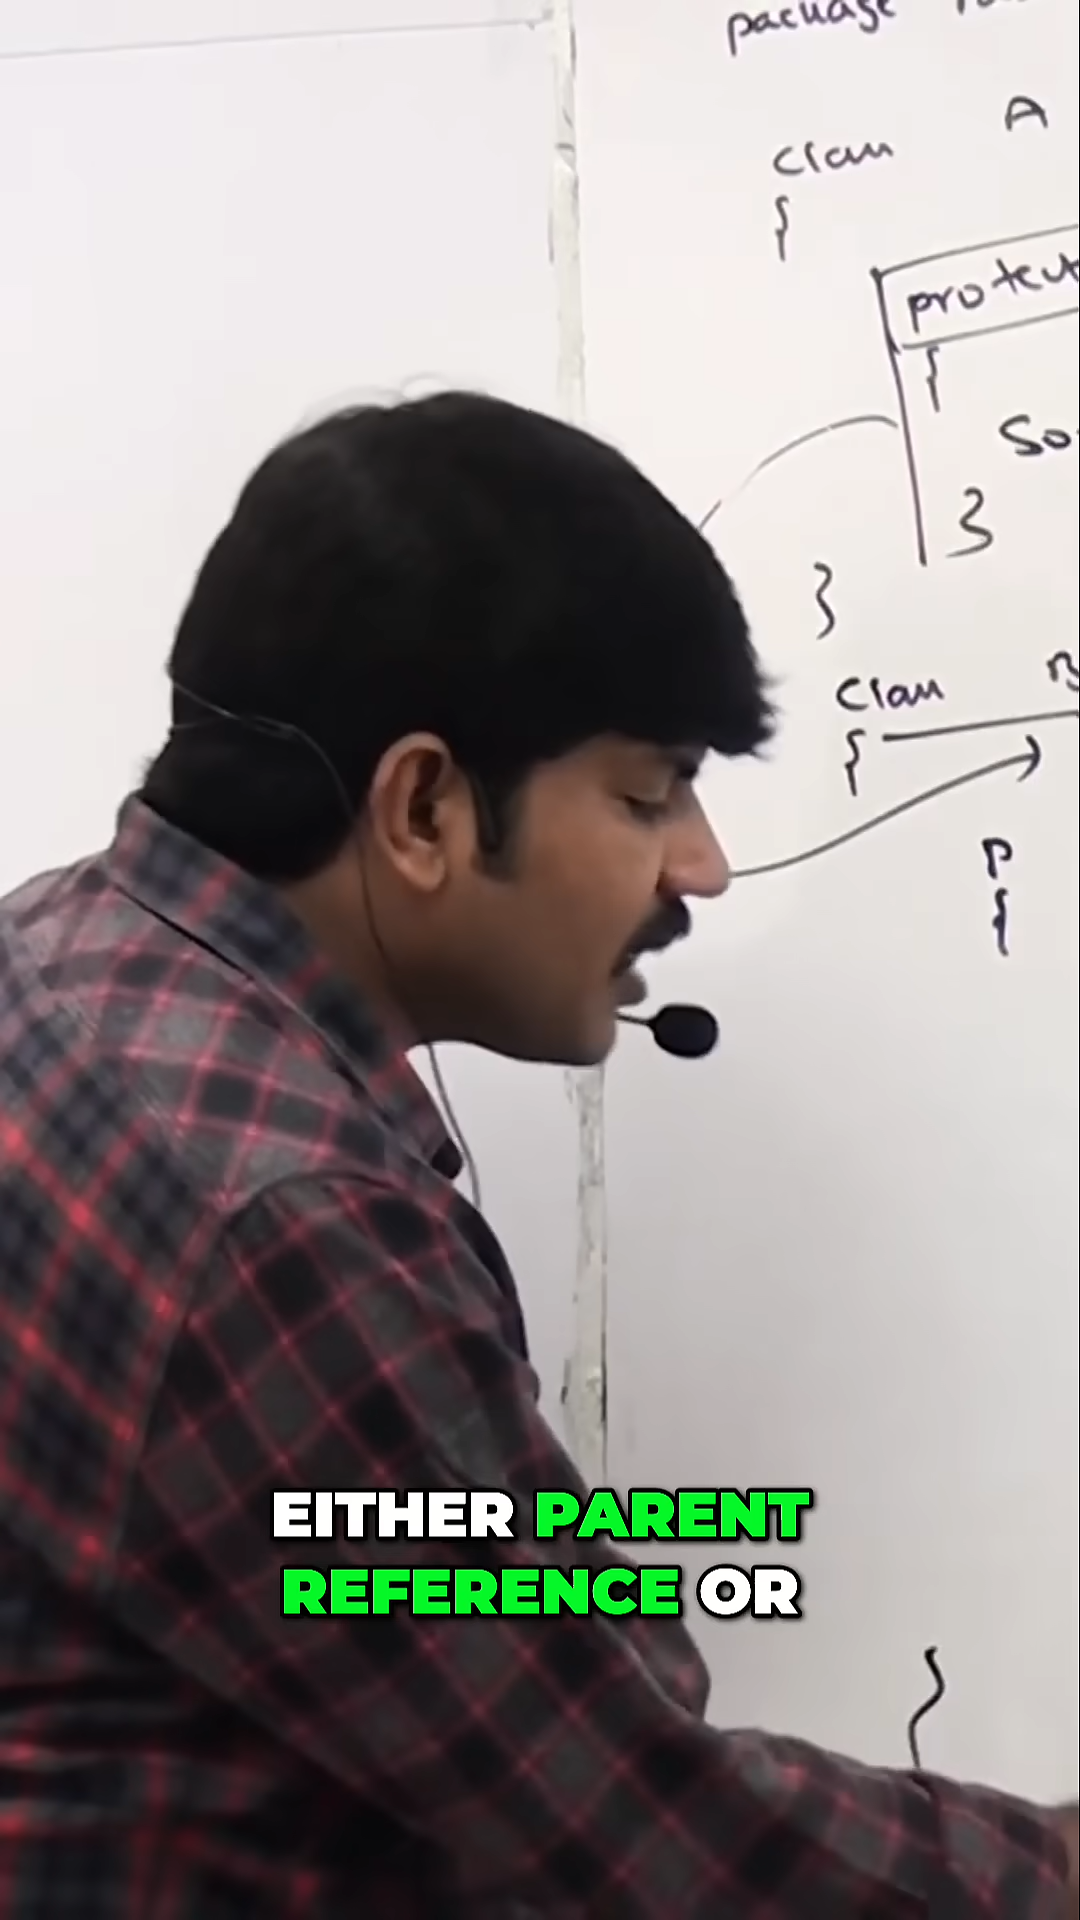 package
class A
{
protect
{
So
}
}
class B
{
P
{
EITHER PARENT
REFERENCE OR
}